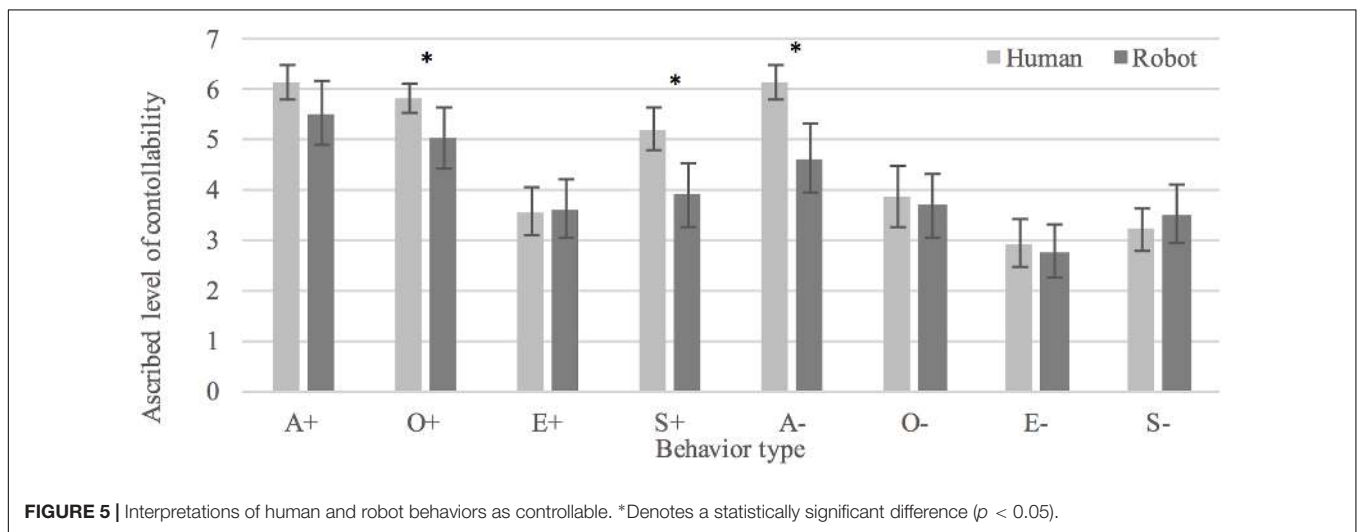 7
6
5
4
3
2
1
0
Ascribed level of contollability
* * *
Human Robot
A+ O+ E+ S+ A- O- E- S-
Behavior type
FIGURE 5 | Interpretations of human and robot behaviors as controllable. *Denotes a statistically significant difference (p < 0.05).